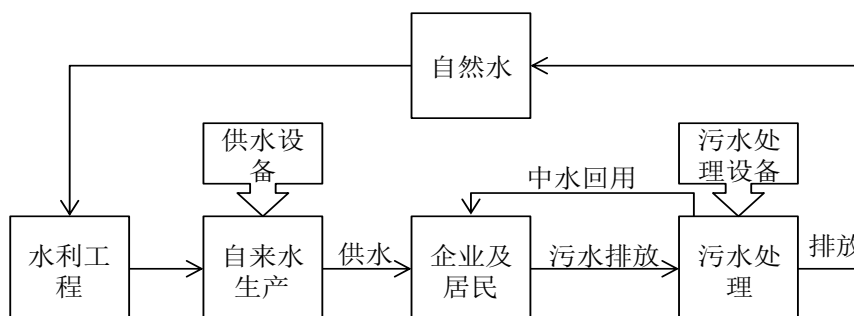 自然水
供水设
备
污水处
理设备
中水回用
水利工
程
自来水
生产
供水
企业及
居民
污水排放
污水处
理
排放